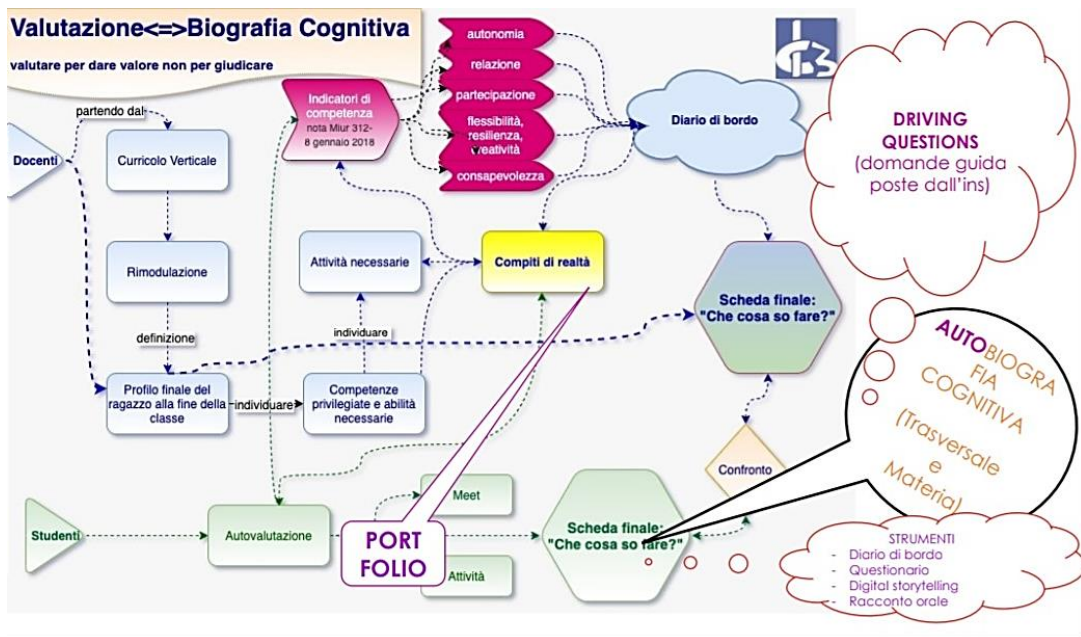 Valutazione<=>Biografia Cognitiva
valutare per dare valore non per giudicare
partendo dal
Docenti
Curricolo Verticale
Rimodulazione
definizione
Profilo finale del
ragazzo alla fine della
classe
individuare
Competenze
privilegiate e abilità
necessarie
individuare
Attività necessarie
Indicatori di
competenza
nota Miur 312-
8 gennaio 2018
autonomia
relazione
partecipazione
flessibilità,
resilienza,
creatività
consapevolezza
Diario di bordo
Compiti di realtà
Scheda finale:
"Che cosa so fare?"
Confronto
Studenti
Autovalutazione
Meet
Attività
PORT
FOLIO
Scheda finale:
"Che cosa so fare?"
DRIVING
QUESTIONS
(domande guida
poste dall'ins)
AUTOBIOGRA
FIA
COGNITIVA
(Trasversale
e
Materia)
STRUMENTI
- Diario di bordo
- Questionario
- Digital storytelling
- Racconto orale